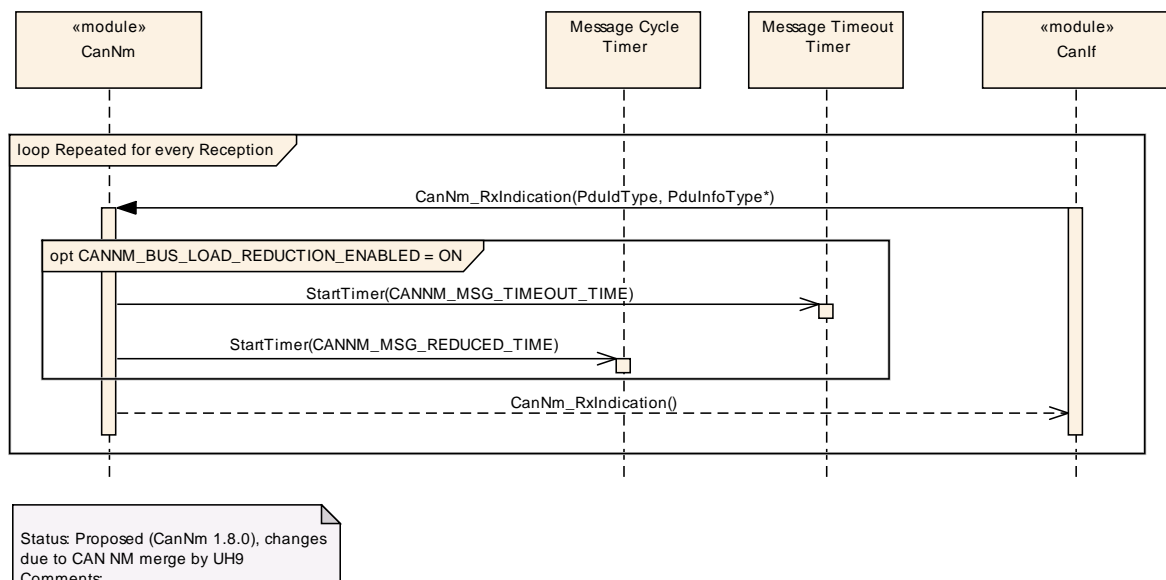 «module»
CanNm
Message Cycle
Timer
Message Timeout
Timer
«module»
CanIf
loop Repeated for every Reception
CanNm_RxIndication(PduIdType, PduInfoType*)
opt CANNM_BUS_LOAD_REDUCTION_ENABLED = ON
StartTimer(CANNM_MSG_TIMEOUT_TIME)
StartTimer(CANNM_MSG_REDUCED_TIME)
CanNm_RxIndication()
Status: Proposed (CanNm 1.8.0), changes
due to CAN NM merge by UH9
Comments: